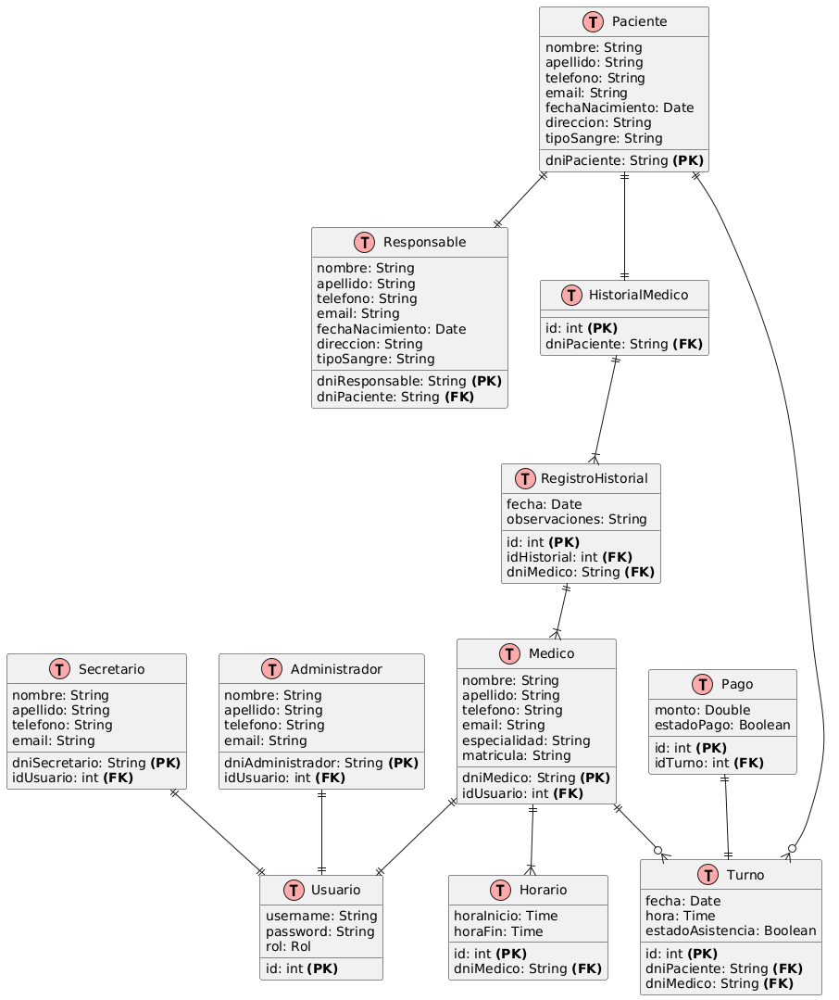 T Paciente
nombre: String
apellido: String
telefono: String
email: String
fechaNacimiento: Date
direccion: String
tipoSangre: String
dniPaciente: String (PK)
T Responsable
nombre: String
apellido: String
telefono: String
email: String
fechaNacimiento: Date
direccion: String
tipoSangre: String
dniResponsable: String (PK)
dniPaciente: String (FK)
T HistorialMedico
id: int (PK)
dniPaciente: String (FK)
T RegistroHistorial
fecha: Date
observaciones: String
id: int (PK)
idHistorial: int (FK)
dniMedico: String (FK)
T Secretario
nombre: String
apellido: String
telefono: String
email: String
dniSecretario: String (PK)
idUsuario: int (FK)
T Administrador
nombre: String
apellido: String
telefono: String
email: String
dniAdministrador: String (PK)
idUsuario: int (FK)
T Medico
nombre: String
apellido: String
telefono: String
email: String
especialidad: String
matricula: String
dniMedico: String (PK)
idUsuario: int (FK)
T Pago
monto: Double
estadoPago: Boolean
id: int (PK)
idTurno: int (FK)
T Usuario
username: String
password: String
rol: Rol
id: int (PK)
T Horario
horaInicio: Time
horaFin: Time
id: int (PK)
dniMedico: String (FK)
T Turno
fecha: Date
hora: Time
estadoAsistencia: Boolean
id: int (PK)
dniPaciente: String (FK)
dniMedico: String (FK)